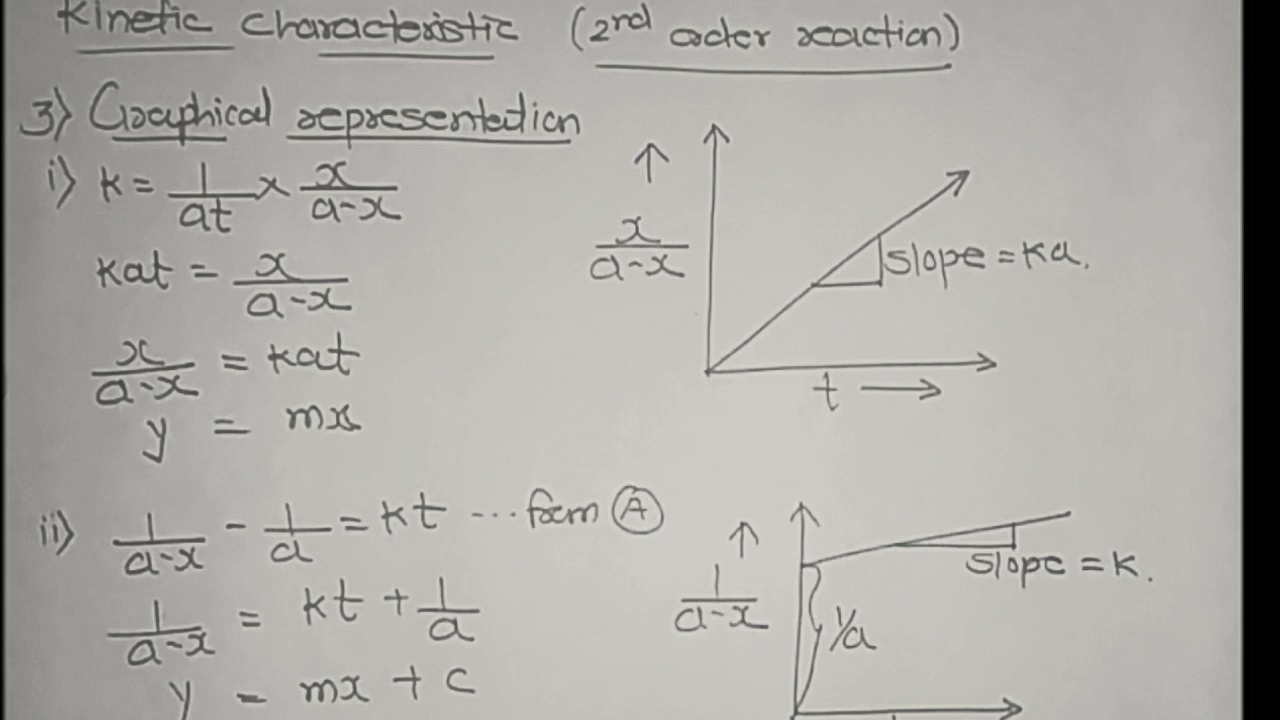 Kinetic Characteristic (2nd order reaction)
3) Graphical representation
i) K = 1/at × x/a-x
Kat = x/a-x
x/a-x = Kat
y = mx
↑ x/a-x
slope = Ka.
t →
ii) 1/a-x - 1/a = Kt ... from Ⓐ
1/a-x = Kt + 1/a
y = mx + c
↑ 1/a-x
slope = K.
1/a